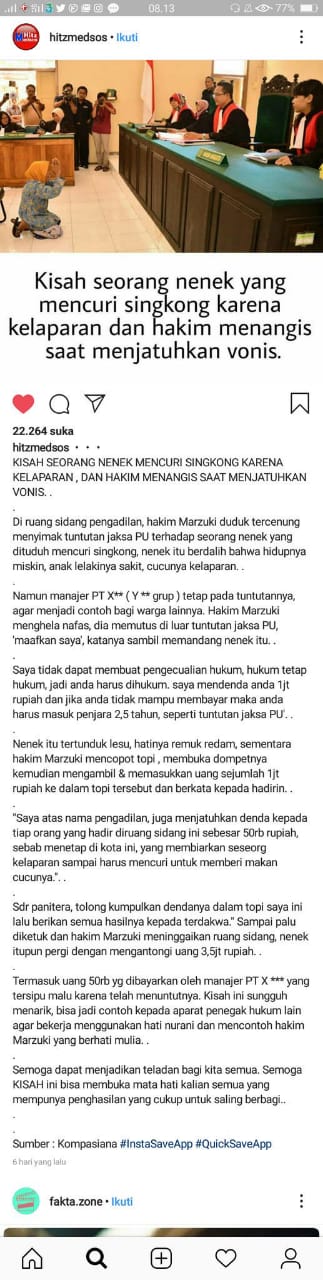 08.13
77%
Hitz
hitzmedsos • Ikuti
Kisah seorang nenek yang
mencuri singkong karena
kelaparan dan hakim menangis
saat menjatuhkan vonis.
22.264 suka
hitzmedsos • • •
KISAH SEORANG NENEK MENCURI SINGKONG KARENA
KELAPARAN , DAN HAKIM MENANGIS SAAT MENJATUHKAN
VONIS. .
.
Di ruang sidang pengadilan, hakim Marzuki duduk tercenung
menyimak tuntutan jaksa PU terhadap seorang nenek yang
dituduh mencuri singkong, nenek itu berdalih bahwa hidupnya
miskin, anak lelakinya sakit, cucunya kelaparan. .
.
Namun manajer PT X** ( Y ** grup ) tetap pada tuntutannya,
agar menjadi contoh bagi warga lainnya. Hakim Marzuki
menghela nafas, dia memutus di luar tuntutan jaksa PU,
'maafkan saya', katanya sambil memandang nenek itu. .
.
Saya tidak dapat membuat pengecualian hukum, hukum tetap
hukum, jadi anda harus dihukum. saya mendenda anda 1jt
rupiah dan jika anda tidak mampu membayar maka anda
harus masuk penjara 2,5 tahun, seperti tuntutan jaksa PU'. .
.
Nenek itu tertunduk lesu, hatinya remuk redam, sementara
hakim Marzuki mencopot topi , membuka dompetnya
kemudian mengambil & memasukkan uang sejumlah 1jt
rupiah ke dalam topi tersebut dan berkata kepada hadirin. .
.
"Saya atas nama pengadilan, juga menjatuhkan denda kepada
tiap orang yang hadir diruang sidang ini sebesar 50rb rupiah,
sebab menetap di kota ini, yang membiarkan seseorg
kelaparan sampai harus mencuri untuk memberi makan
cucunya.". .
.
Sdr panitera, tolong kumpulkan dendanya dalam topi saya ini
lalu berikan semua hasilnya kepada terdakwa." Sampai palu
diketuk dan hakim Marzuki meninggaikan ruang sidang, nenek
itupun pergi dengan mengantongi uang 3,5jt rupiah. .
.
Termasuk uang 50rb yg dibayarkan oleh manajer PT X *** yang
tersipu malu karena telah menuntutnya. Kisah ini sungguh
menarik, bisa jadi contoh kepada aparat penegak hukum lain
agar bekerja menggunakan hati nurani dan mencontoh hakim
Marzuki yang berhati mulia. .
.
Semoga dapat menjadikan teladan bagi kita semua. Semoga
KISAH ini bisa membuka mata hati kalian semua yang
mempunya penghasilan yang cukup untuk saling berbagi..
.
.
Sumber : Kompasiana #InstaSaveApp #QuickSaveApp
6 hari yang lalu
fakta.zone • Ikuti